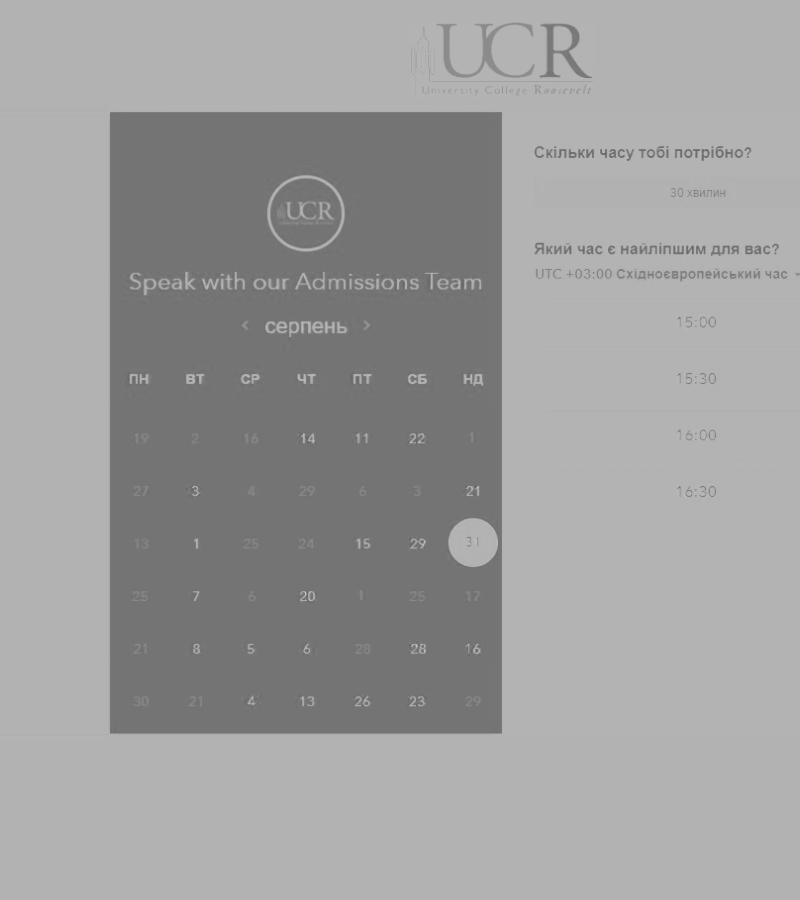 UCR
University College Roosevelt
UCR
Speak with our Admissions Team
серпень
ПН ВТ СР ЧТ ПТ СБ НД
19 2 16 14 11 22 1
27 3 4 29 6 3 21
13 1 25 24 15 29 31
25 7 6 20 1 25 17
21 8 5 6 28 28 16
30 21 4 13 26 23 29
Скільки часу тобі потрібно?
30 хвилин
Який час є найліпшим для вас?
UTC +03:00 Східноєвропейський час
15:00
15:30
16:00
16:30